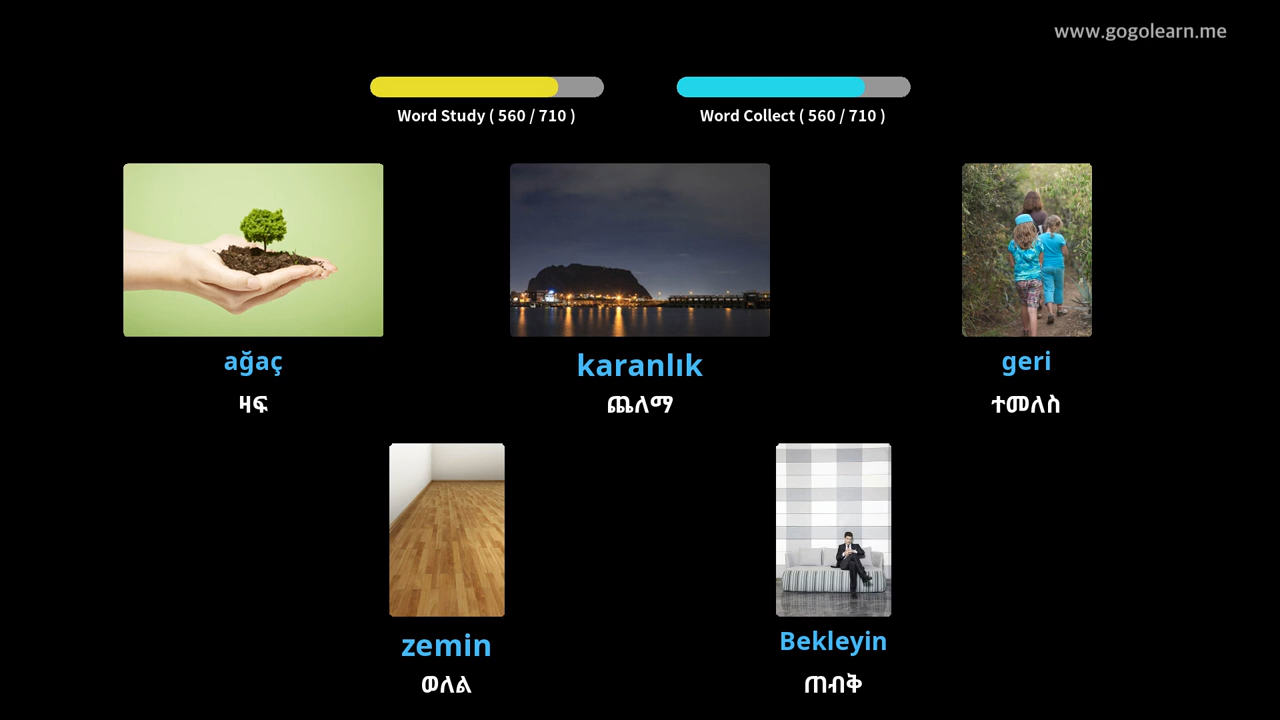 www.gogolearn.me
Word Study ( 560 / 710 )
Word Collect ( 560 / 710 )
ağaç
karanlık
geri
ዛፍ
ጨለማ
ተመለስ
zemin
Bekleyin
ወለል
ጠብቅ